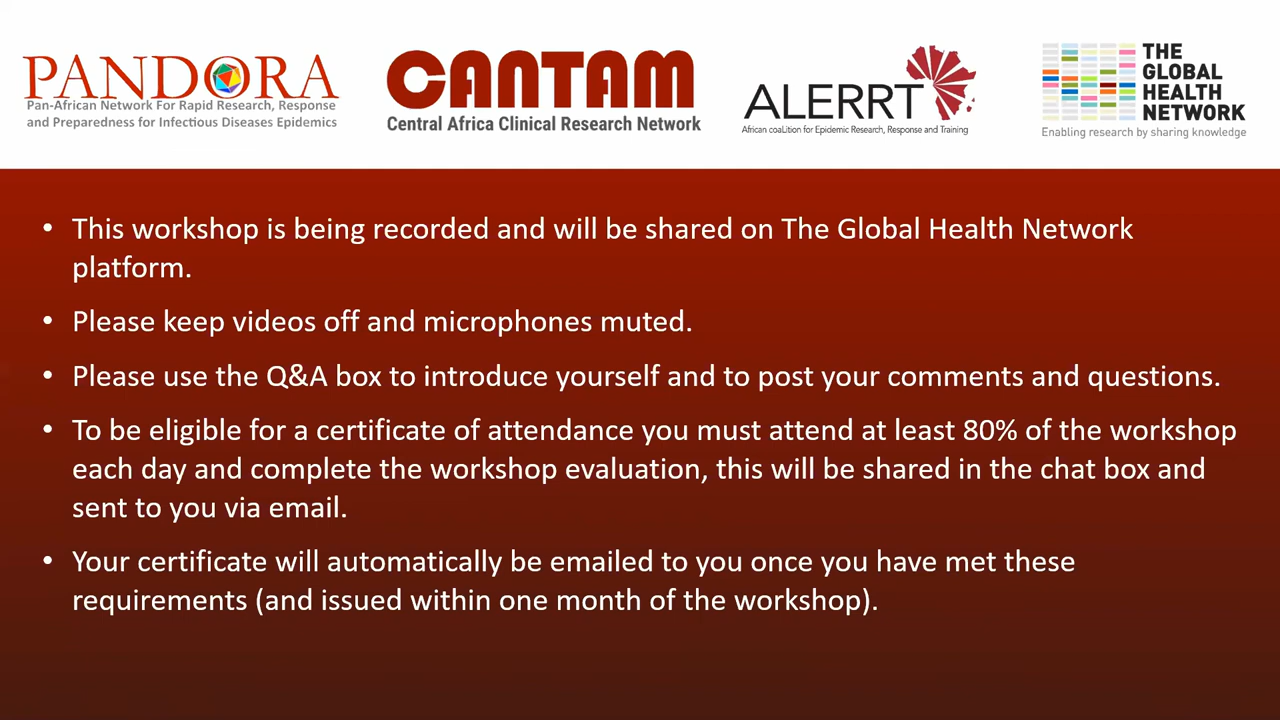 PANDORA
Pan-African Network For Rapid Research, Response
and Preparedness for Infectious Diseases Epidemics
CANTAM
Central Africa Clinical Research Network
ALERRT
African coaLition for Epidemic Research, Response and Training
THE
GLOBAL
HEALTH
NETWORK
Enabling research by sharing knowledge
• This workshop is being recorded and will be shared on The Global Health Network
platform.
• Please keep videos off and microphones muted.
• Please use the Q&A box to introduce yourself and to post your comments and questions.
• To be eligible for a certificate of attendance you must attend at least 80% of the workshop
each day and complete the workshop evaluation, this will be shared in the chat box and
sent to you via email.
• Your certificate will automatically be emailed to you once you have met these
requirements (and issued within one month of the workshop).